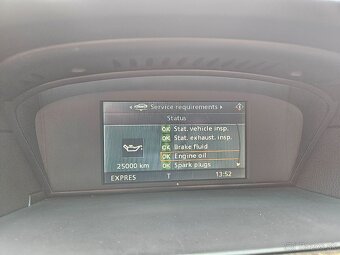 Service requirements
Status
OK Stat. vehicle insp.
OK Stat. exhaust. insp.
OK Brake fluid
OK Engine oil
OK Spark plugs
25000 km
EXPRES T 13:52